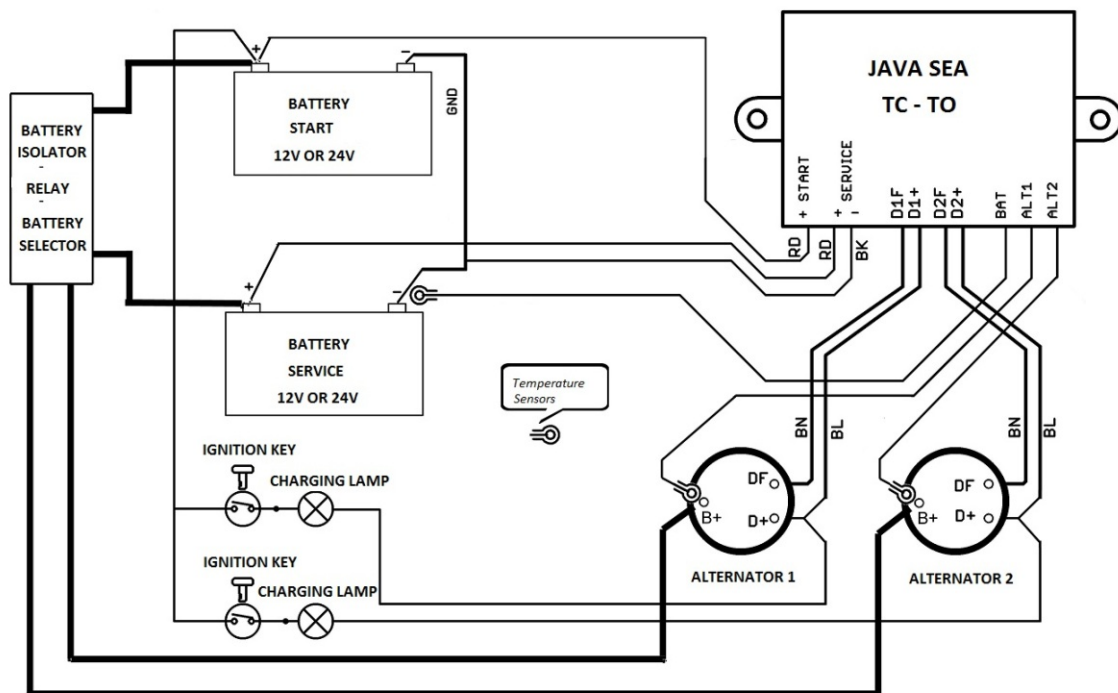 JAVA SEA
TC - TO
+ START
+ SERVICE
-
D1F
D1+
D2F
D2+
BAT
ALT1
ALT2
RD
RD
BK
+
-
GND
BATTERY
START
12V OR 24V
BATTERY
ISOLATOR
-
RELAY
-
BATTERY
SELECTOR
+
-
BATTERY
SERVICE
12V OR 24V
Temperature
Sensors
BN
BL
BN
BL
IGNITION KEY
CHARGING LAMP
IGNITION KEY
CHARGING LAMP
DF
D+
B+
ALTERNATOR 1
DF
D+
B+
ALTERNATOR 2